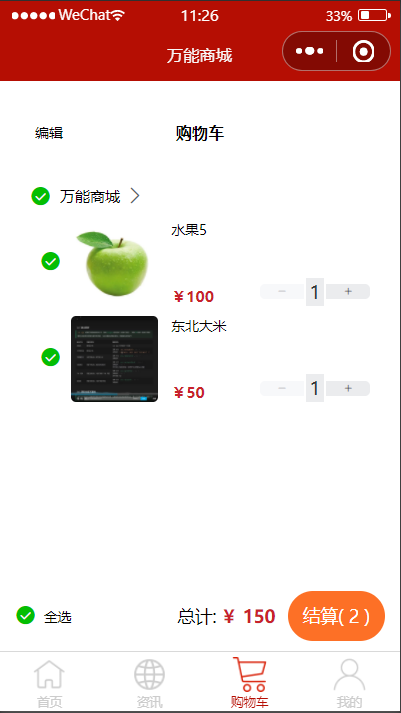 WeChat 11:26 33%
万能商城
编辑 购物车
万能商城
水果5
￥100 − 1 +
东北大米
￥50 − 1 +
全选 总计: ￥ 150 结算( 2 )
首页 资讯 购物车 我的